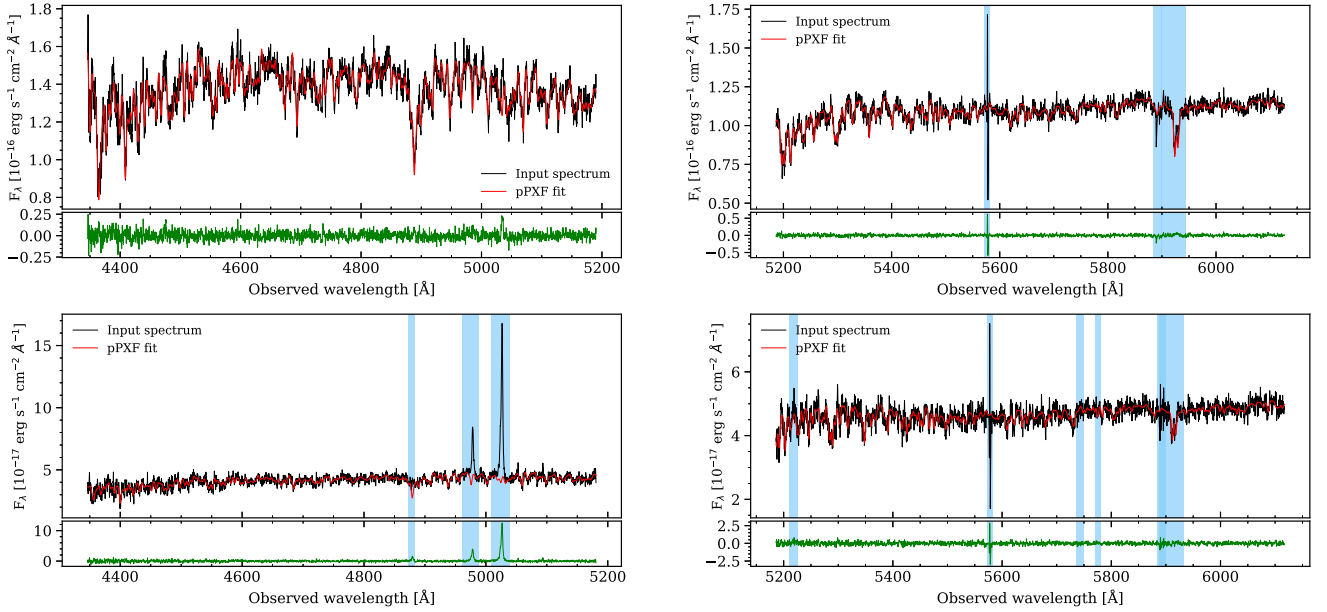 1.8
1.6
1.4
1.2
1.0
0.8
F_λ [10⁻¹⁶ erg s⁻¹ cm⁻² Å⁻¹]
Input spectrum
pPXF fit
0.25
0.00
−0.25
4400 4600 4800 5000 5200
Observed wavelength [Å]
1.75
1.50
1.25
1.00
0.75
0.50
F_λ [10⁻¹⁶ erg s⁻¹ cm⁻² Å⁻¹]
Input spectrum
pPXF fit
0.5
0.0
−0.5
5200 5400 5600 5800 6000
Observed wavelength [Å]
15
10
5
F_λ [10⁻¹⁷ erg s⁻¹ cm⁻² Å⁻¹]
Input spectrum
pPXF fit
10
0
4400 4600 4800 5000 5200
Observed wavelength [Å]
6
4
2
F_λ [10⁻¹⁷ erg s⁻¹ cm⁻² Å⁻¹]
Input spectrum
pPXF fit
2.5
0.0
−2.5
5200 5400 5600 5800 6000
Observed wavelength [Å]